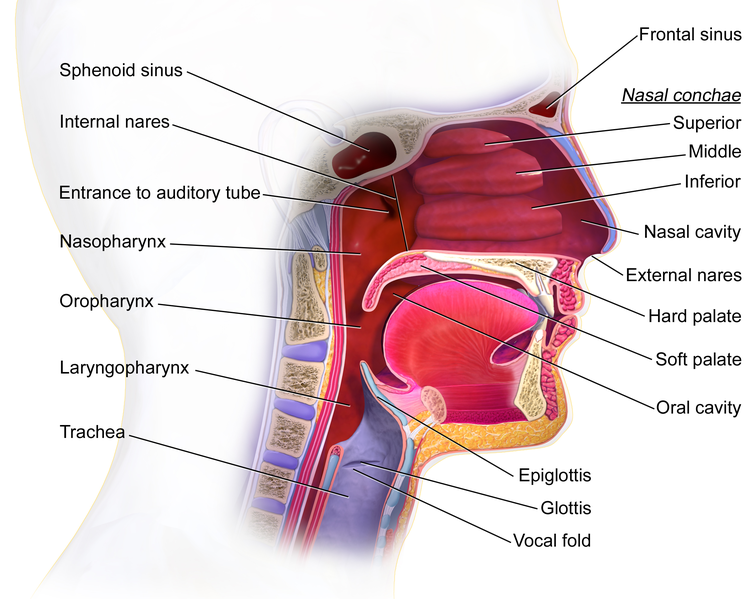 Frontal sinus
Sphenoid sinus
Nasal conchae
Internal nares
Superior
Middle
Inferior
Entrance to auditory tube
Nasal cavity
Nasopharynx
External nares
Oropharynx
Hard palate
Soft palate
Laryngopharynx
Oral cavity
Trachea
Epiglottis
Glottis
Vocal fold